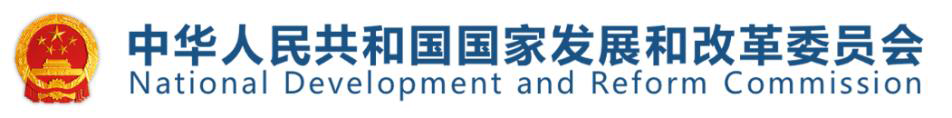 中华人民共和国国家发展和改革委员会
National Development and Reform Commission